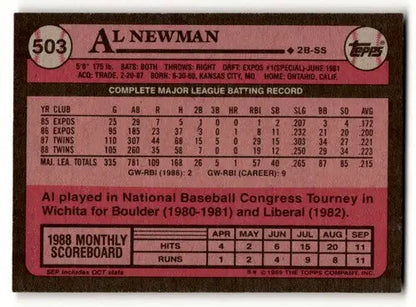 503
AL NEWMAN
2B-SS
TOPPS
5'9" 175 lb. BATS: BOTH THROWS: RIGHT DRFT: EXPOS #1(SPECIAL)-JUNE, 1981
ACQ: TRADE, 2-20-87 BORN: 6-30-60, KANSAS CITY, MO. HOME: ONTARIO, CALIF.
COMPLETE MAJOR LEAGUE BATTING RECORD
YR CLUB G AB R H 2B 3B HR RBI SB SLG BB SO AVG
85 EXPOS 25 29 7 5 1 0 0 1 2 .207 3 4 .172
86 EXPOS 95 185 23 37 3 0 1 8 11 .232 21 20 .200
87 TWINS 110 307 44 68 15 5 0 29 15 .303 34 27 .221
88 TWINS 105 260 35 58 7 0 0 19 12 .250 29 34 .223
MAJ. LEA. TOTALS 335 781 109 168 1 57 40 .265 87 85 .215
GW-RBI (1988): 2 GW-RBI (CAREER): 9
Al played in National Baseball Congress Tourney in
Wichita for Boulder (1980-1981) and Liberal (1982).
1988 MONTHLY
SCOREBOARD
APR MAY JUN JUL AUG SEP
HITS 4 2 6 15 20 11
RUNS 1 2 4 9 8 11
SEP includes OCT stats
© 1989 THE TOPPS COMPANY, INC.